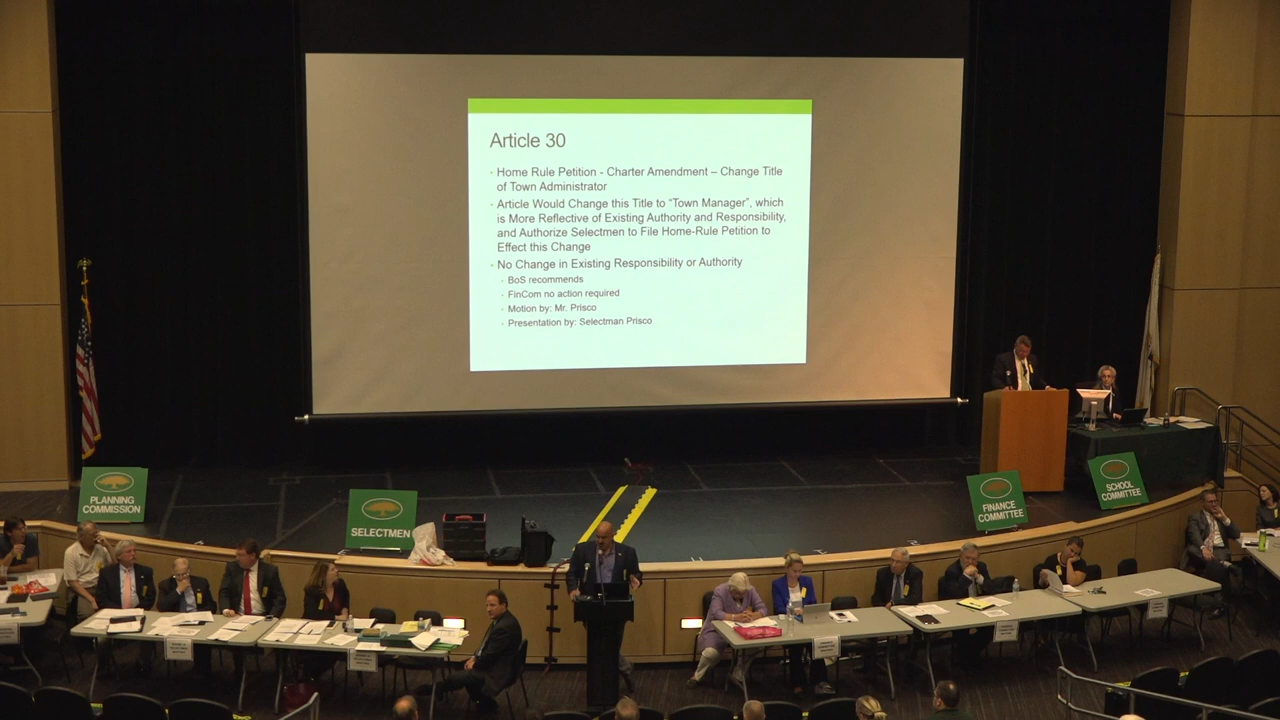 Article 30
· Home Rule Petition - Charter Amendment – Change Title
of Town Administrator
· Article Would Change this Title to “Town Manager”, which
is More Reflective of Existing Authority and Responsibility,
and Authorize Selectmen to File Home-Rule Petition to
Effect this Change
· No Change in Existing Responsibility or Authority
· BoS recommends
· FinCom no action required
· Motion by: Mr. Prisco
· Presentation by: Selectman Prisco
PLANNING
COMMISSION
SELECTMEN
FINANCE
COMMITTEE
SCHOOL
COMMITTEE